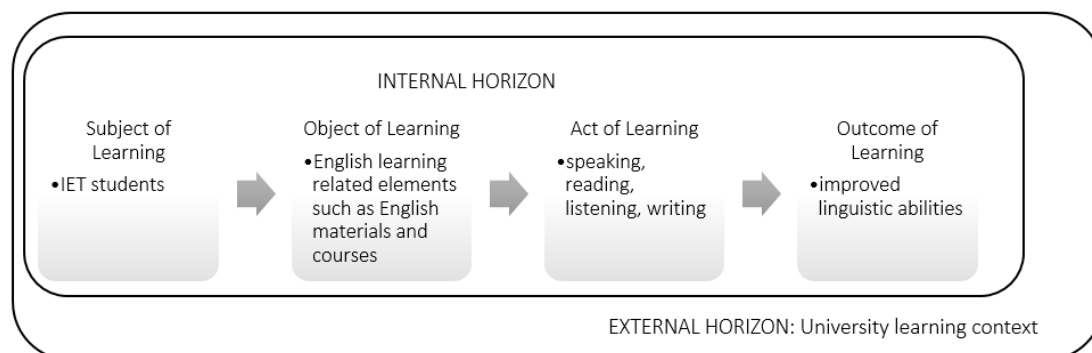 INTERNAL HORIZON
Subject of
Learning
•IET students
Object of Learning
•English learning
related elements
such as English
materials and
courses
Act of Learning
•speaking,
reading,
listening, writing
Outcome of
Learning
•improved
linguistic abilities
EXTERNAL HORIZON: University learning context